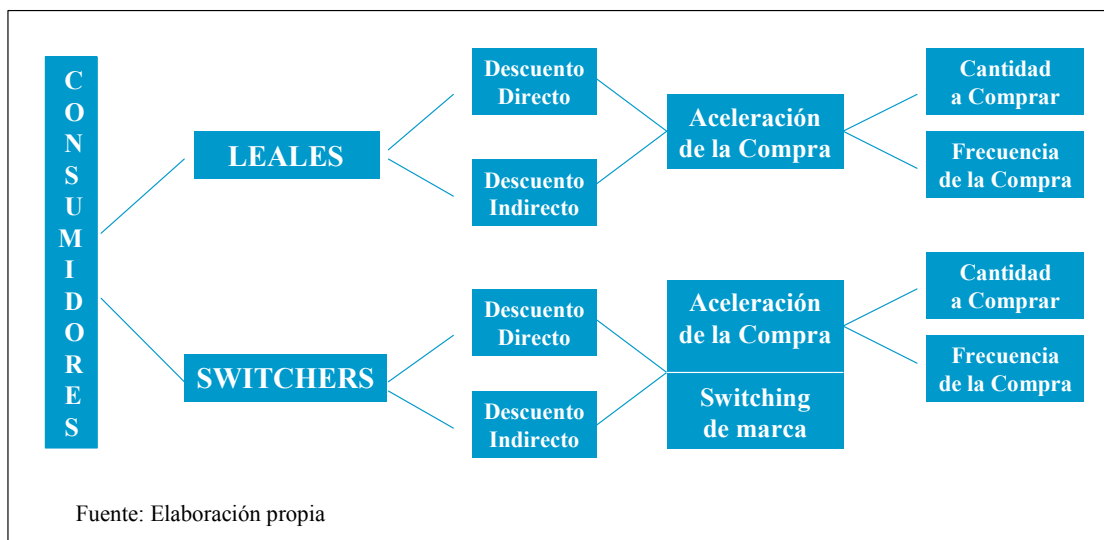 CONSUMIDORES
LEALES
Descuento
Directo
Descuento
Indirecto
Aceleración
de la Compra
Cantidad
a Comprar
Frecuencia
de la Compra
SWITCHERS
Descuento
Directo
Descuento
Indirecto
Aceleración
de la Compra
Switching
de marca
Cantidad
a Comprar
Frecuencia
de la Compra
Fuente: Elaboración propia